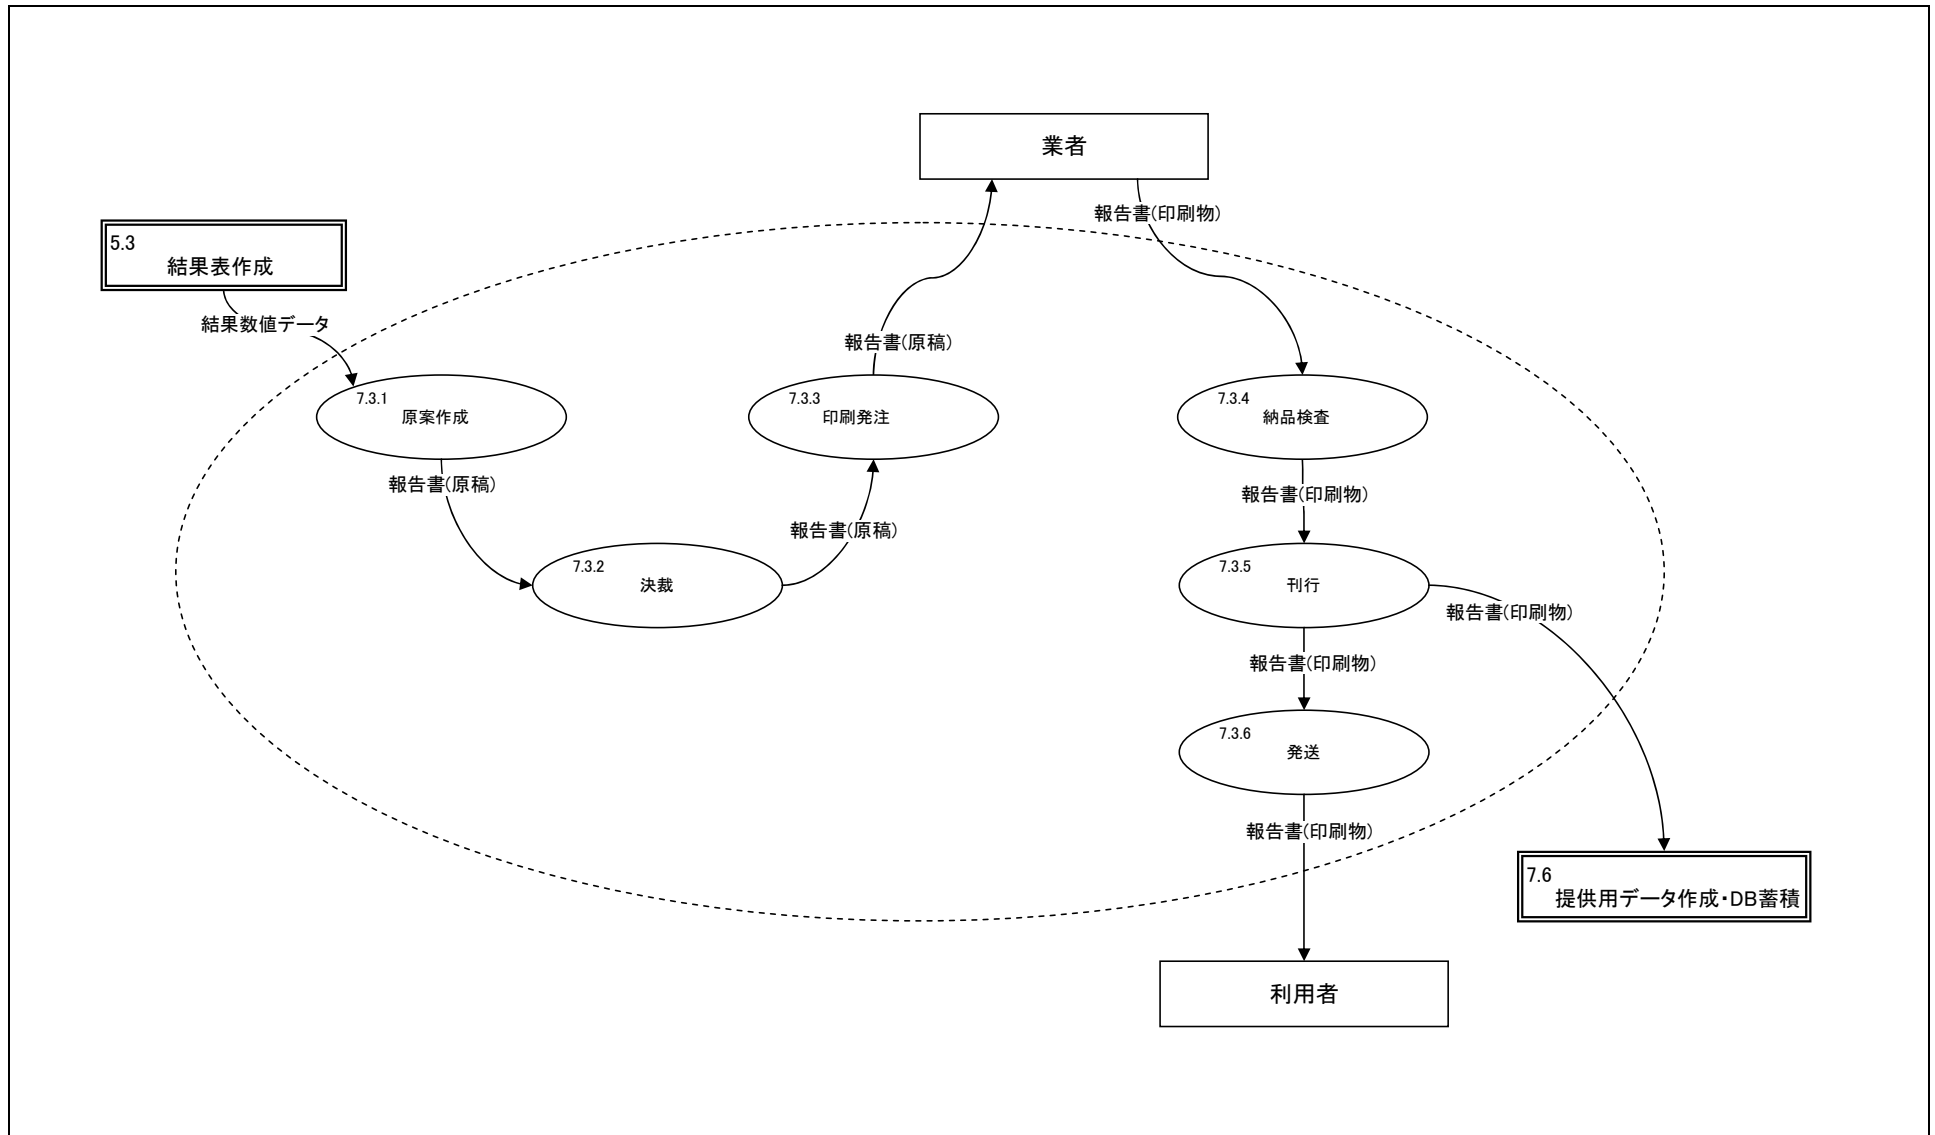 業者
報告書(印刷物)
5.3
結果表作成
結果数値データ
報告書(原稿)
7.3.1
原案作成
7.3.3
印刷発注
7.3.4
納品検査
報告書(原稿)
報告書(印刷物)
報告書(原稿)
7.3.2
決裁
7.3.5
刊行
報告書(印刷物)
報告書(印刷物)
7.3.6
発送
報告書(印刷物)
7.6
提供用データ作成・DB蓄積
利用者